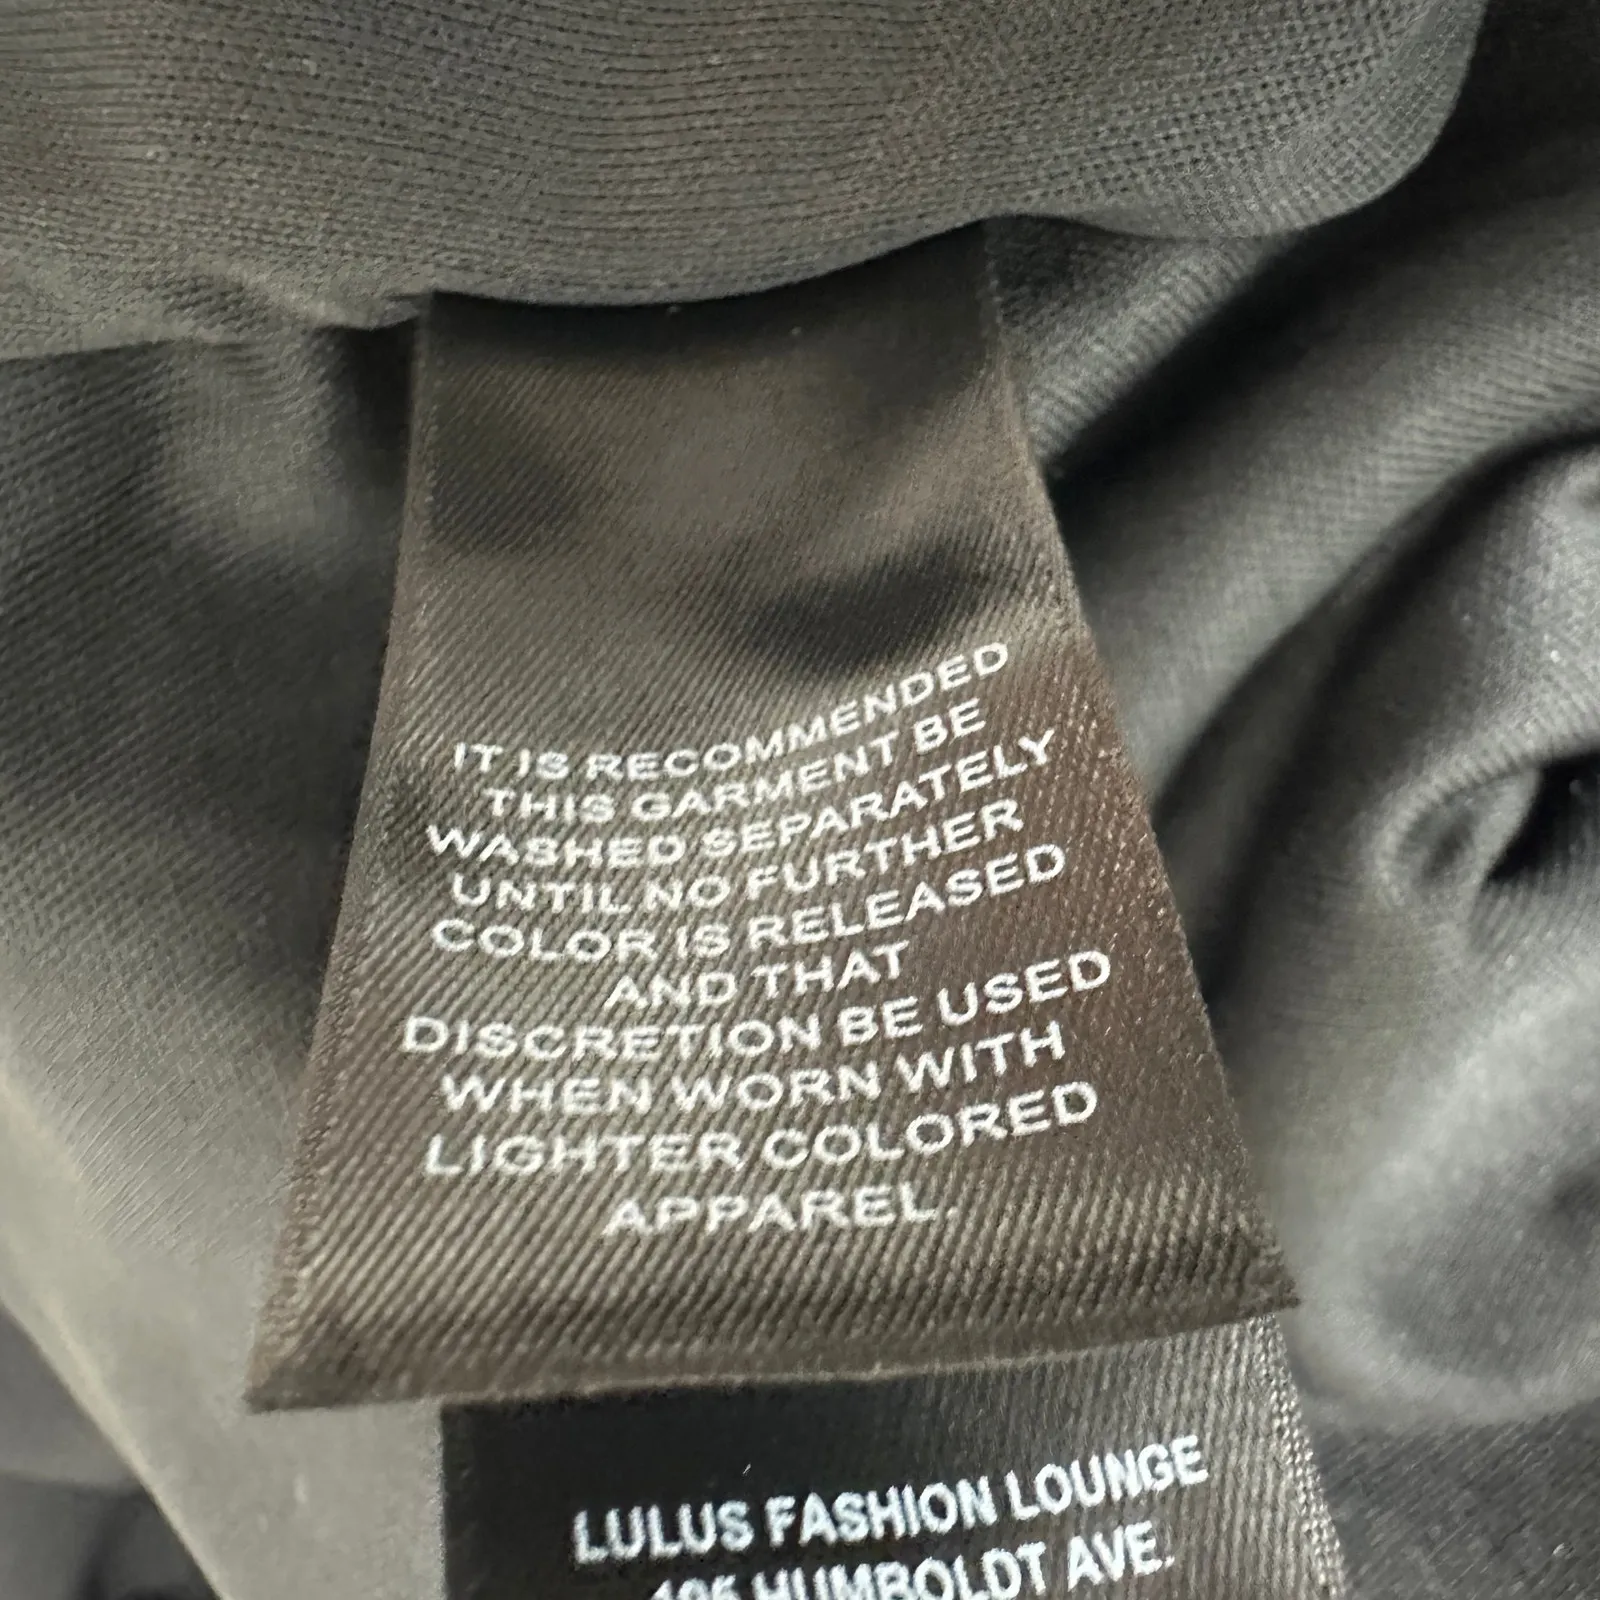 IT IS RECOMMENDED
THIS GARMENT BE
WASHED SEPARATELY
UNTIL NO FURTHER
COLOR IS RELEASED
AND THAT
DISCRETION BE USED
WHEN WORN WITH
LIGHTER COLORED
APPAREL.
LULUS FASHION LOUNGE
195 HUMBOLDT AVE.